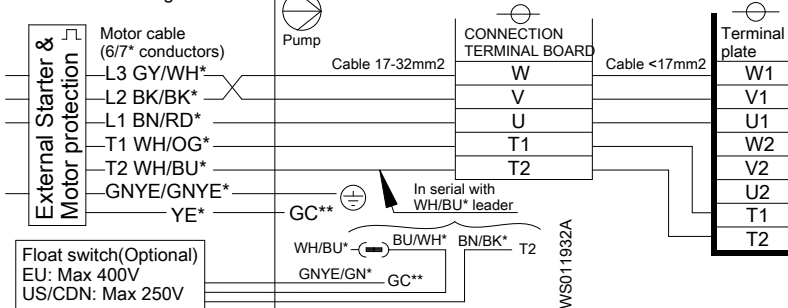 External Starter &
Motor protection
Motor cable
(6/7* conductors)
L3 GY/WH*
L2 BK/BK*
L1 BN/RD*
T1 WH/OG*
T2 WH/BU*
GNYE/GNYE*
YE*
GC**
Pump
Cable 17-32mm2
CONNECTION
TERMINAL BOARD
W
V
U
T1
T2
Cable <17mm2
Terminal
plate
W1
V1
U1
W2
V2
U2
T1
T2
In serial with
WH/BU* leader
WH/BU*
BU/WH*
BN/BK*
T2
GNYE/GN*
GC**
Float switch(Optional)
EU: Max 400V
US/CDN: Max 250V
WS011932A